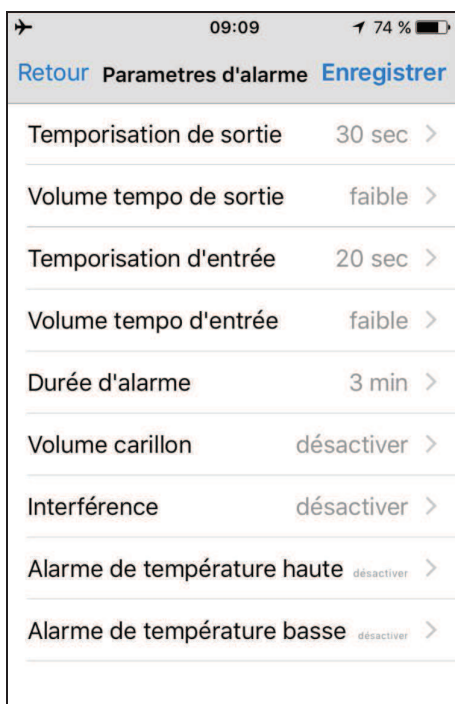 09:09 74 %
Retour Parametres d'alarme Enregistrer
Temporisation de sortie 30 sec >
Volume tempo de sortie faible >
Temporisation d'entrée 20 sec >
Volume tempo d'entrée faible >
Durée d'alarme 3 min >
Volume carillon désactiver >
Interférence désactiver >
Alarme de température haute désactiver >
Alarme de température basse désactiver >